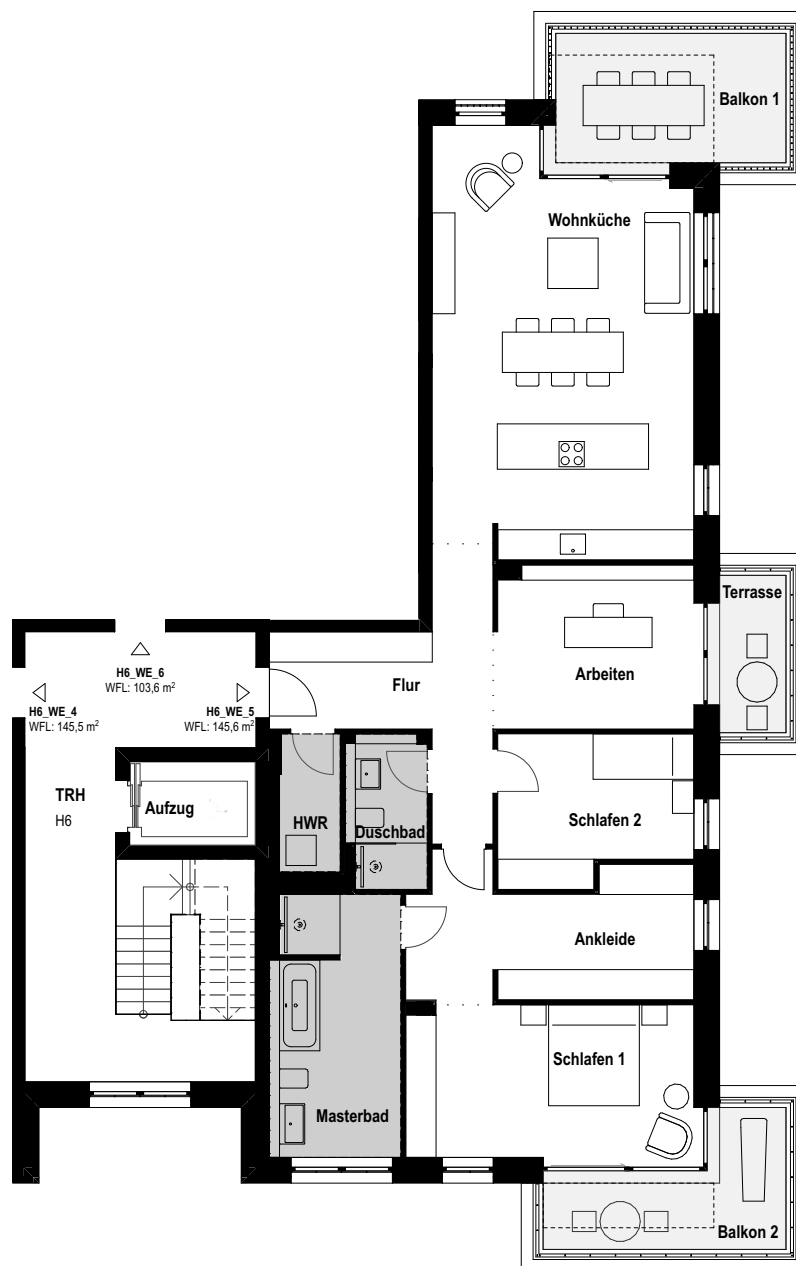 Balkon 1
Wohnküche
Terrasse
Arbeiten
Flur
H6_WE_6
WFL: 103,6 m²
H6_WE_4
WFL: 145,5 m²
H6_WE_5
WFL: 145,6 m²
TRH
H6
Aufzug
HWR
Duschbad
Schlafen 2
Ankleide
Schlafen 1
Masterbad
Balkon 2